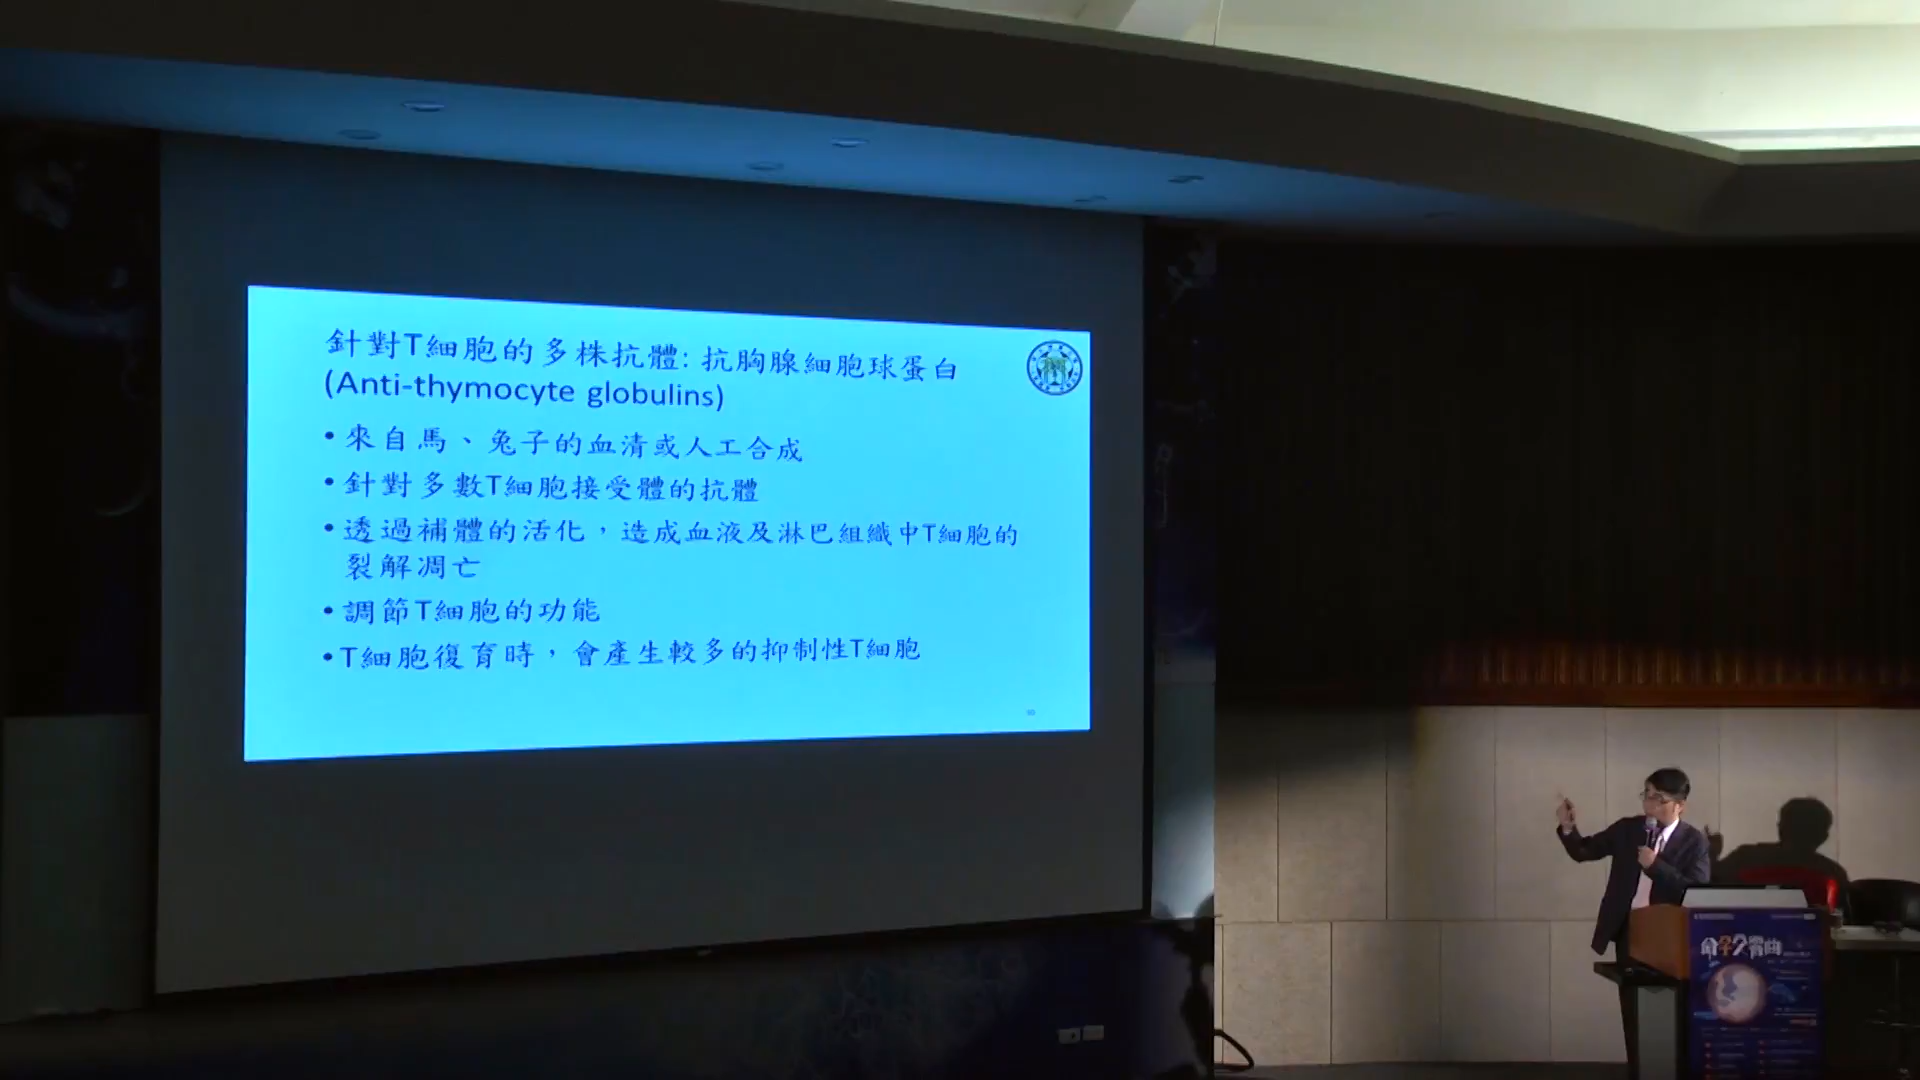 針對T細胞的多株抗體: 抗胸腺細胞球蛋白
(Anti-thymocyte globulins)
• 來自馬、兔子的血清或人工合成
• 針對多數T細胞接受體的抗體
• 透過補體的活化，造成血液及淋巴組織中T細胞的
裂解凋亡
• 調節T細胞的功能
• T細胞復育時，會產生較多的抑制性T細胞